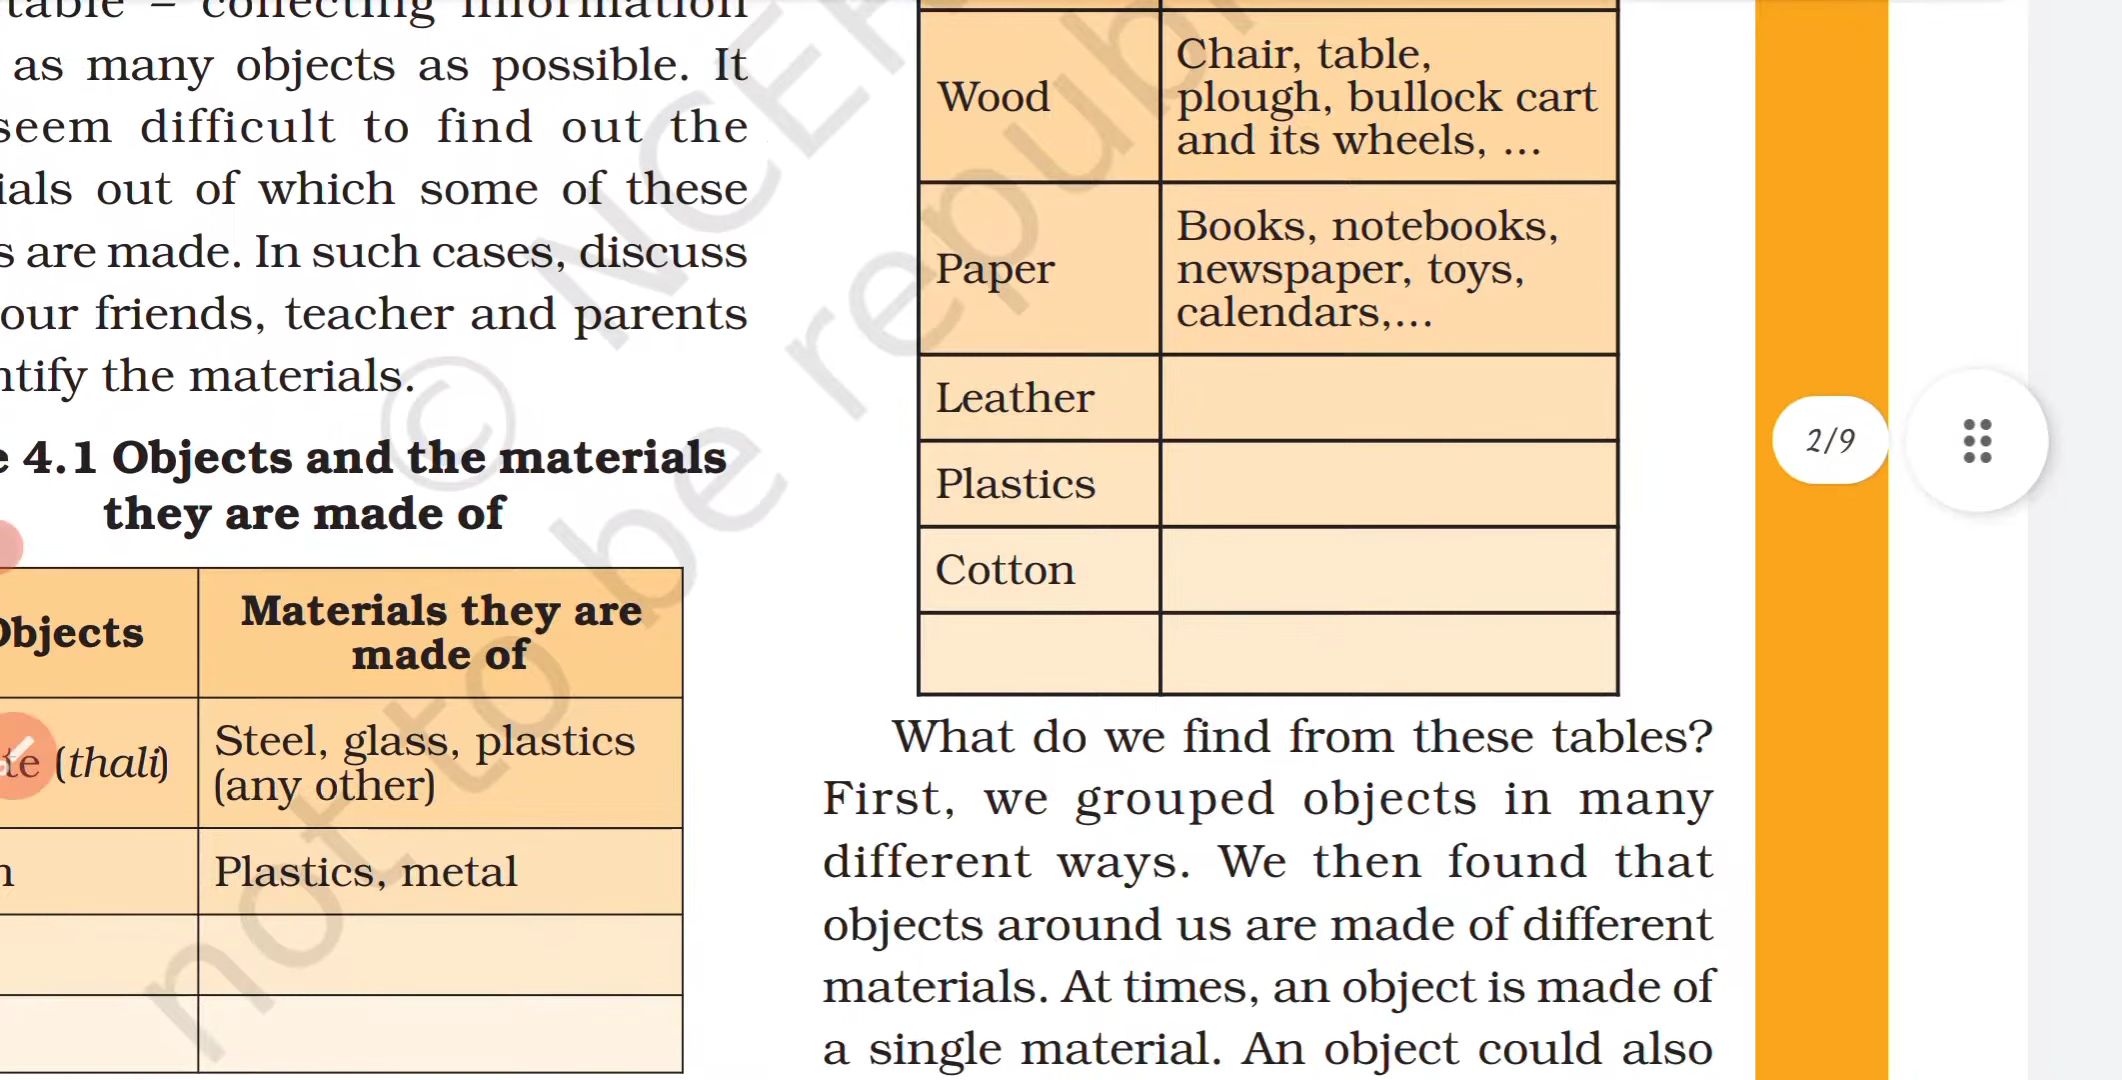 as many objects as possible. It
seem difficult to find out the
out of which some of these
are made. In such cases, discuss
friends, teacher and parents
the materials.
4.1 Objects and the materials
they are made of
Objects
Materials they are
made of
(thali)
Steel, glass, plastics
(any other)
Plastics, metal
Wood
Chair, table,
plough, bullock cart
and its wheels, ...
Paper
Books, notebooks,
newspaper, toys,
calendars,...
Leather
Plastics
Cotton
What do we find from these tables?
First, we grouped objects in many
different ways. We then found that
objects around us are made of different
materials. At times, an object is made of
a single material. An object could also
2/9
©
not to be